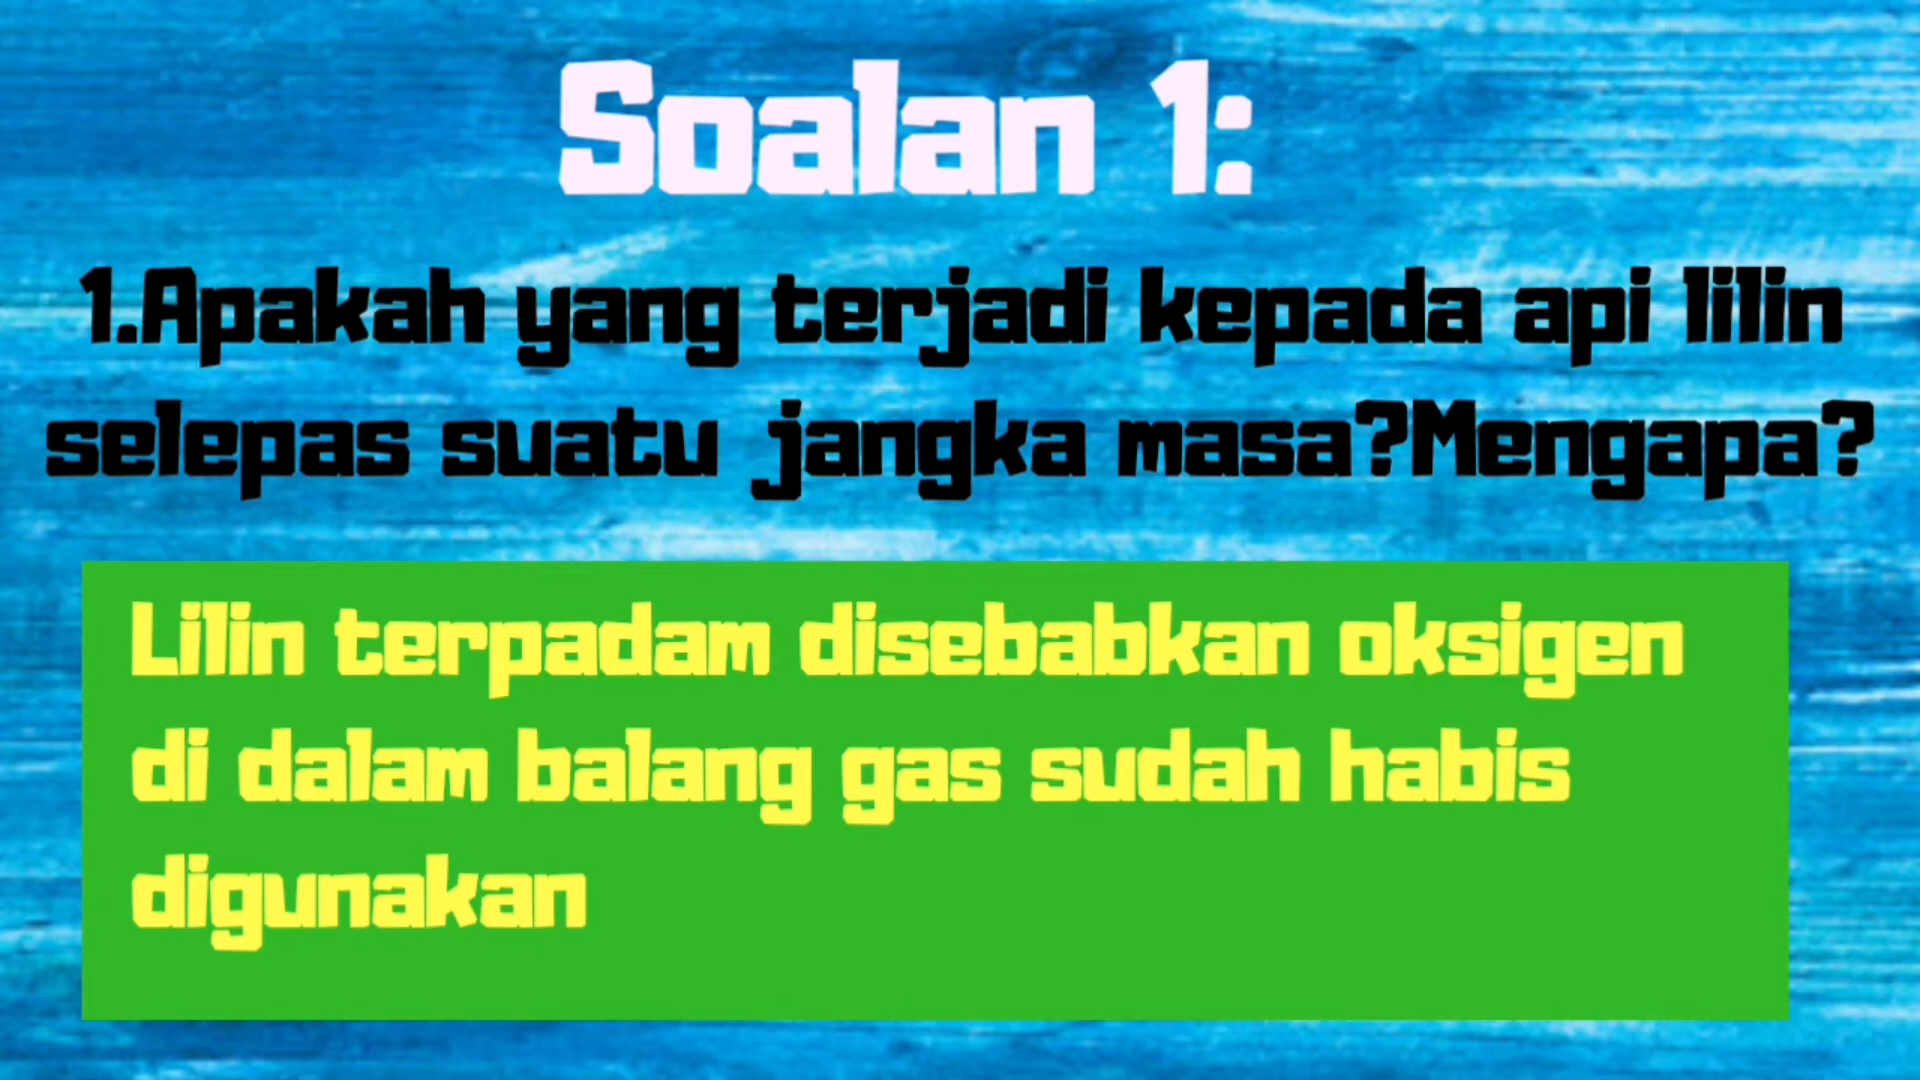 Soalan 1:
1.Apakah yang terjadi kepada api lilin
selepas suatu jangka masa?Mengapa?
Lilin terpadam disebabkan oksigen
di dalam balang gas sudah habis
digunakan